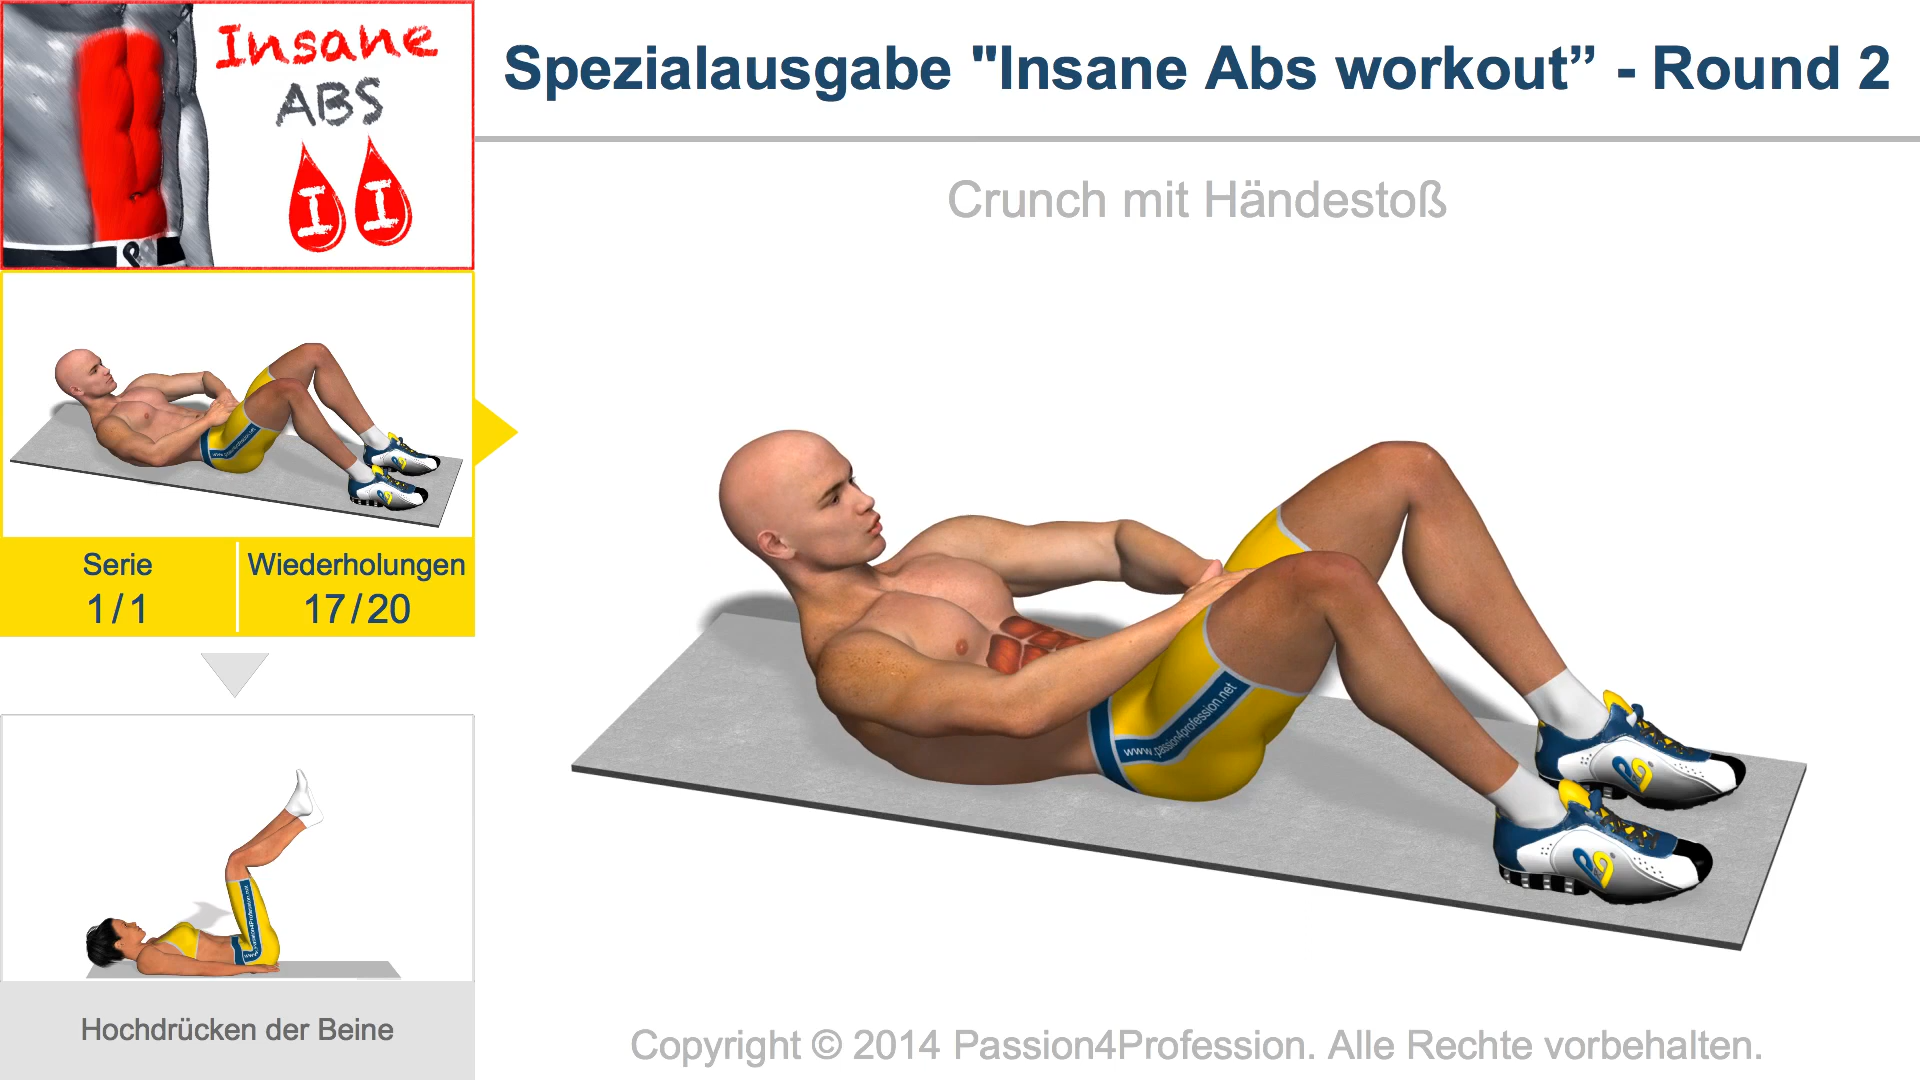 Insane
ABS
I I
Spezialausgabe "Insane Abs workout” - Round 2
Crunch mit Händestoß
Serie
1/1
Wiederholungen
17/20
www.passion4profession.net
Hochdrücken der Beine
Copyright © 2014 Passion4Profession. Alle Rechte vorbehalten.